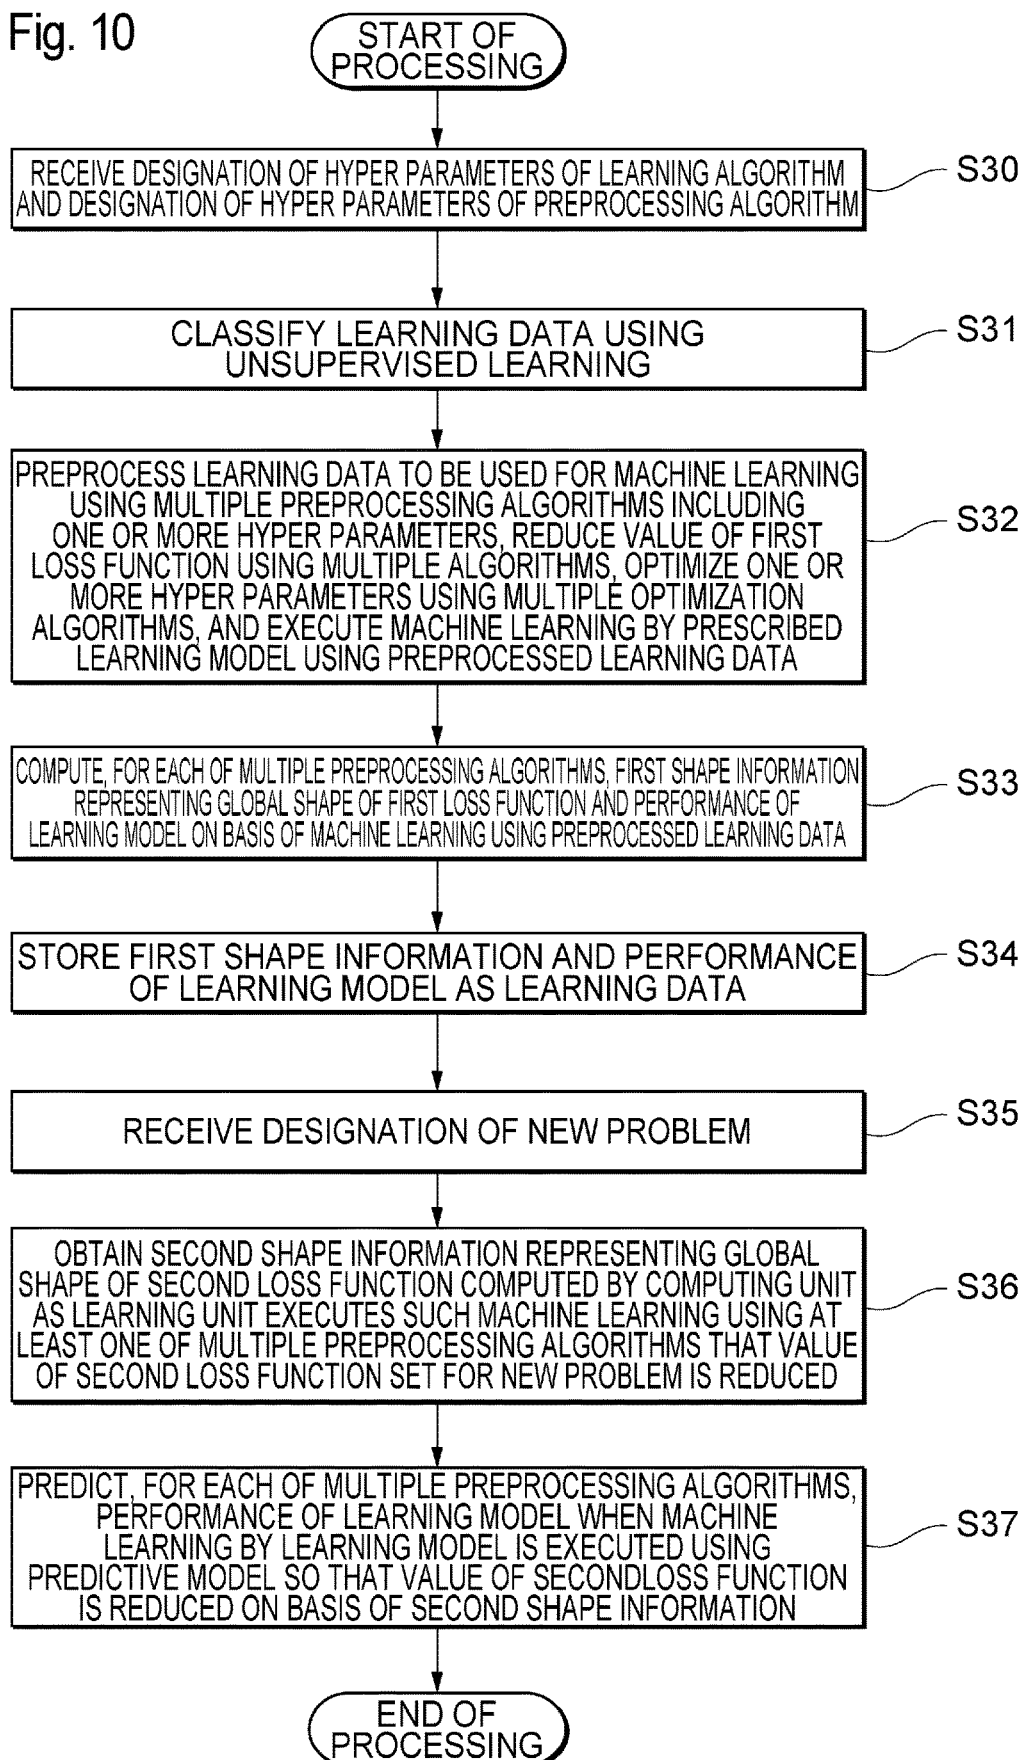 Fig. 10
START OF
PROCESSING
RECEIVE DESIGNATION OF HYPER PARAMETERS OF LEARNING ALGORITHM
AND DESIGNATION OF HYPER PARAMETERS OF PREPROCESSING ALGORITHM
S30
CLASSIFY LEARNING DATA USING
UNSUPERVISED LEARNING
S31
PREPROCESS LEARNING DATA TO BE USED FOR MACHINE LEARNING
USING MULTIPLE PREPROCESSING ALGORITHMS INCLUDING
ONE OR MORE HYPER PARAMETERS, REDUCE VALUE OF FIRST
LOSS FUNCTION USING MULTIPLE ALGORITHMS, OPTIMIZE ONE OR
MORE HYPER PARAMETERS USING MULTIPLE OPTIMIZATION
ALGORITHMS, AND EXECUTE MACHINE LEARNING BY PRESCRIBED
LEARNING MODEL USING PREPROCESSED LEARNING DATA
S32
COMPUTE, FOR EACH OF MULTIPLE PREPROCESSING ALGORITHMS, FIRST SHAPE INFORMATION
REPRESENTING GLOBAL SHAPE OF FIRST LOSS FUNCTION AND PERFORMANCE OF
LEARNING MODEL ON BASIS OF MACHINE LEARNING USING PREPROCESSED LEARNING DATA
S33
STORE FIRST SHAPE INFORMATION AND PERFORMANCE
OF LEARNING MODEL AS LEARNING DATA
S34
RECEIVE DESIGNATION OF NEW PROBLEM
S35
OBTAIN SECOND SHAPE INFORMATION REPRESENTING GLOBAL
SHAPE OF SECOND LOSS FUNCTION COMPUTED BY COMPUTING UNIT
AS LEARNING UNIT EXECUTES SUCH MACHINE LEARNING USING AT
LEAST ONE OF MULTIPLE PREPROCESSING ALGORITHMS THAT VALUE
OF SECOND LOSS FUNCTION SET FOR NEW PROBLEM IS REDUCED
S36
PREDICT, FOR EACH OF MULTIPLE PREPROCESSING ALGORITHMS,
PERFORMANCE OF LEARNING MODEL WHEN MACHINE
LEARNING BY LEARNING MODEL IS EXECUTED USING
PREDICTIVE MODEL SO THAT VALUE OF SECONDLOSS FUNCTION
IS REDUCED ON BASIS OF SECOND SHAPE INFORMATION
S37
END OF
PROCESSING